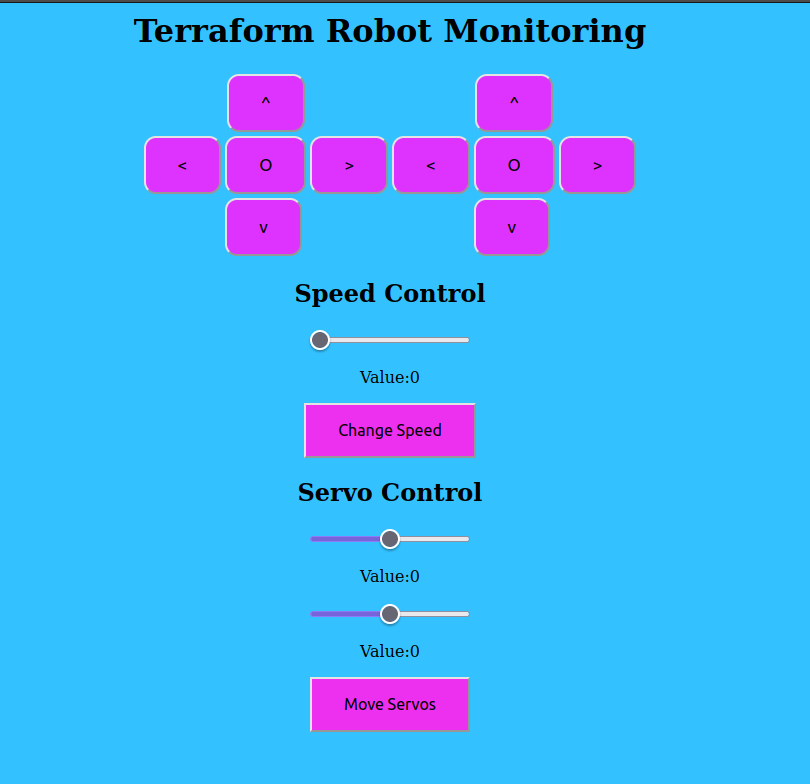 Terraform Robot Monitoring
^ ^
< O > < O >
v v
Speed Control
Value:0
Change Speed
Servo Control
Value:0
Value:0
Move Servos